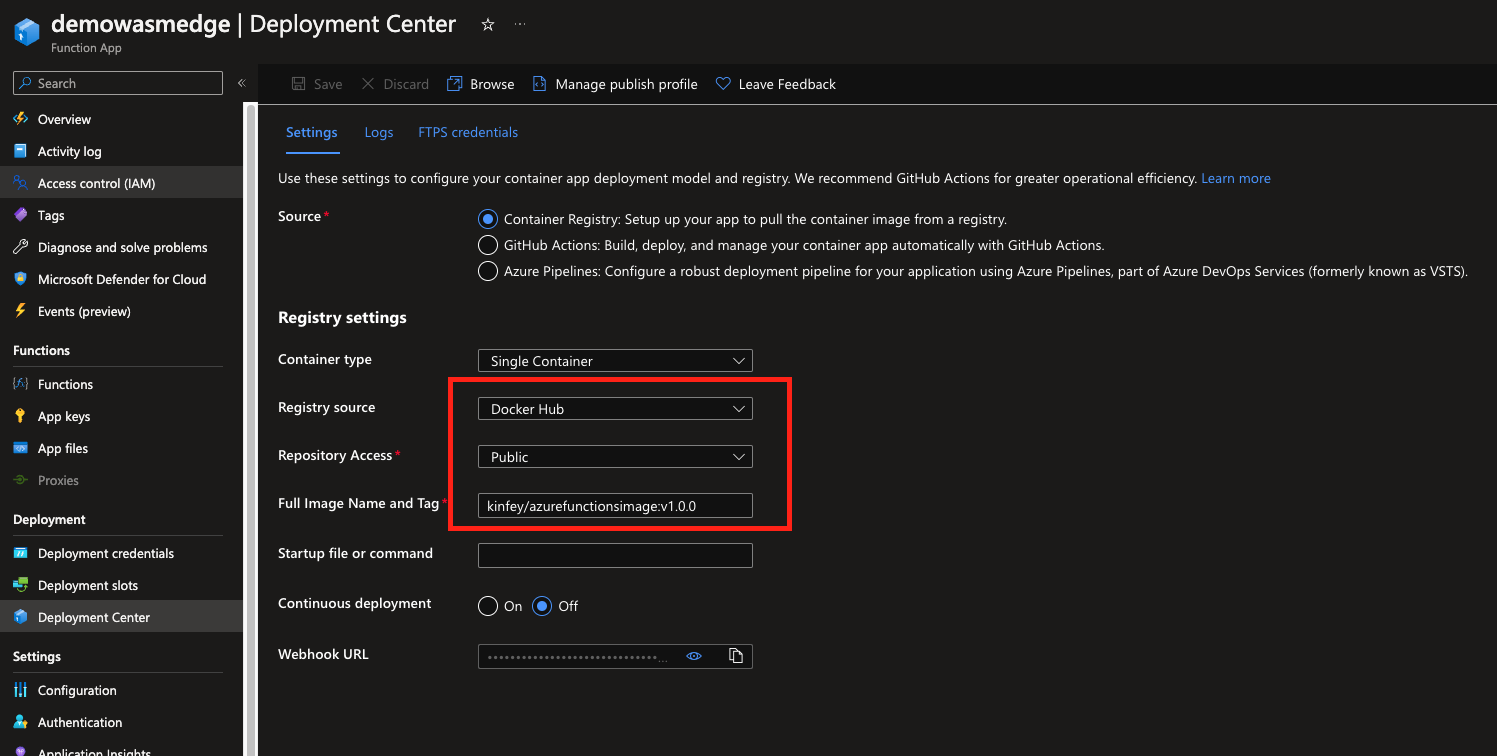 demowasmedge | Deployment Center
Function App
Search
Overview
Activity log
Access control (IAM)
Tags
Diagnose and solve problems
Microsoft Defender for Cloud
Events (preview)
Functions
Functions
App keys
App files
Proxies
Deployment
Deployment credentials
Deployment slots
Deployment Center
Settings
Configuration
Authentication
Application Insights
Save Discard Browse Manage publish profile Leave Feedback
Settings Logs FTPS credentials
Use these settings to configure your container app deployment model and registry. We recommend GitHub Actions for greater operational efficiency. Learn more
Source*
Container Registry: Setup up your app to pull the container image from a registry.
GitHub Actions: Build, deploy, and manage your container app automatically with GitHub Actions.
Azure Pipelines: Configure a robust deployment pipeline for your application using Azure Pipelines, part of Azure DevOps Services (formerly known as VSTS).
Registry settings
Container type Single Container
Registry source Docker Hub
Repository Access* Public
Full Image Name and Tag* kinfey/azurefunctionsimage:v1.0.0
Startup file or command
Continuous deployment On Off
Webhook URL